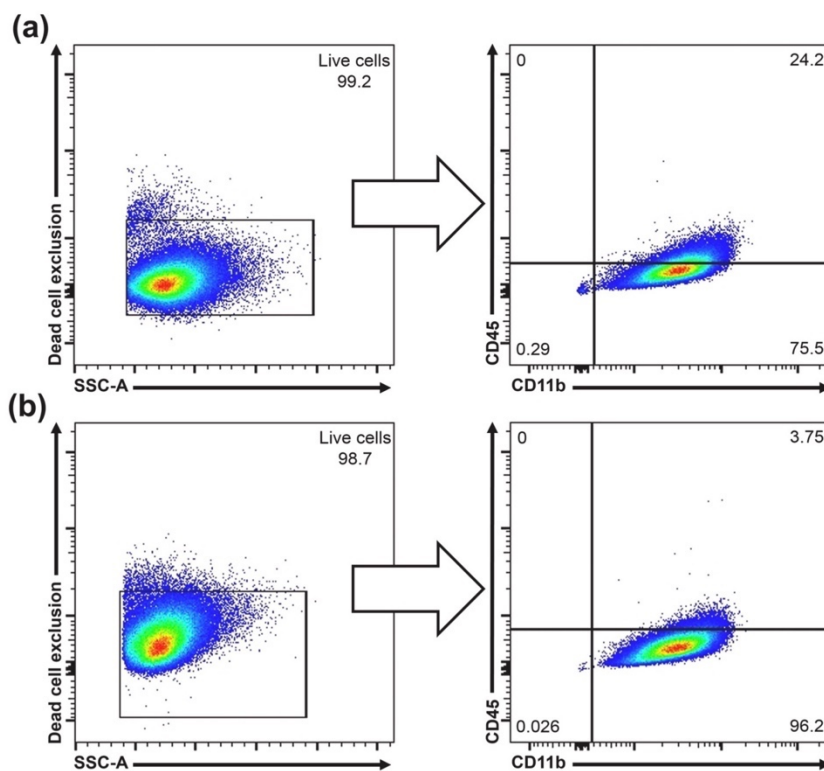 (a)
Live cells
99.2
Dead cell exclusion
SSC-A
0
24.2
CD45
0.29
75.5
CD11b
(b)
Live cells
98.7
Dead cell exclusion
SSC-A
0
3.75
CD45
0.026
96.2
CD11b